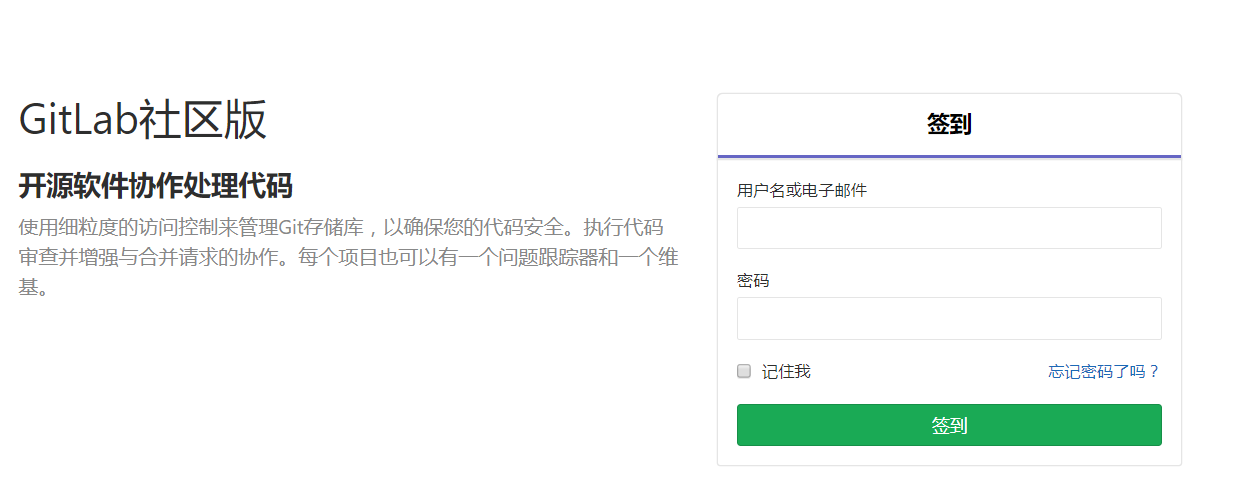 GitLab社区版
开源软件协作处理代码
使用细粒度的访问控制来管理Git存储库，以确保您的代码安全。执行代码
审查并增强与合并请求的协作。每个项目也可以有一个问题跟踪器和一个维
基。
签到
用户名或电子邮件
密码
记住我
忘记密码了吗？
签到